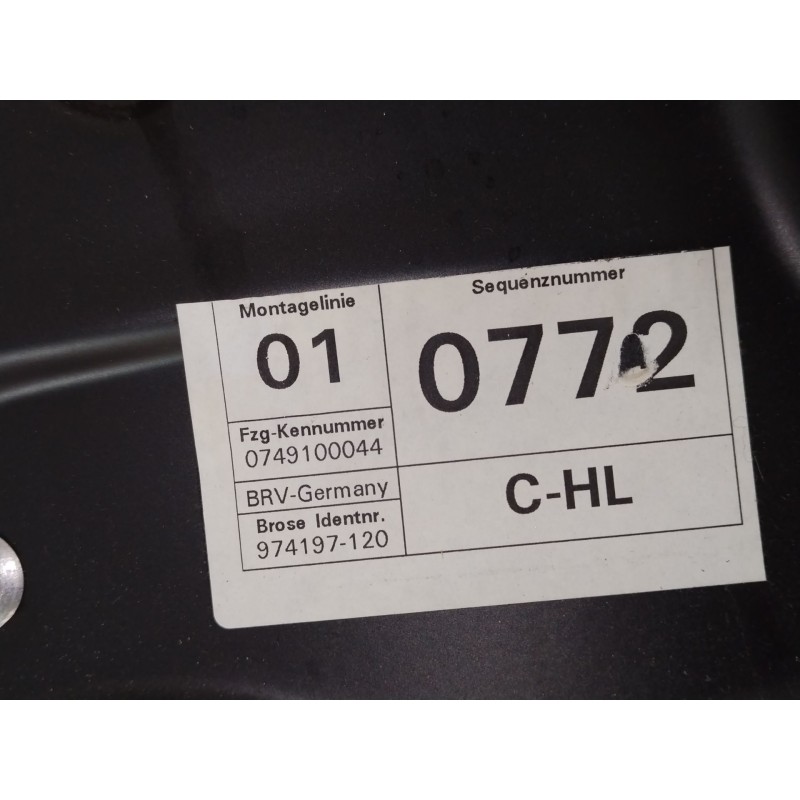 Montagelinie
01
Sequenznummer
0772
Fzg-Kennummer
0749100044
BRV-Germany
C-HL
Brose Identnr.
974197-120